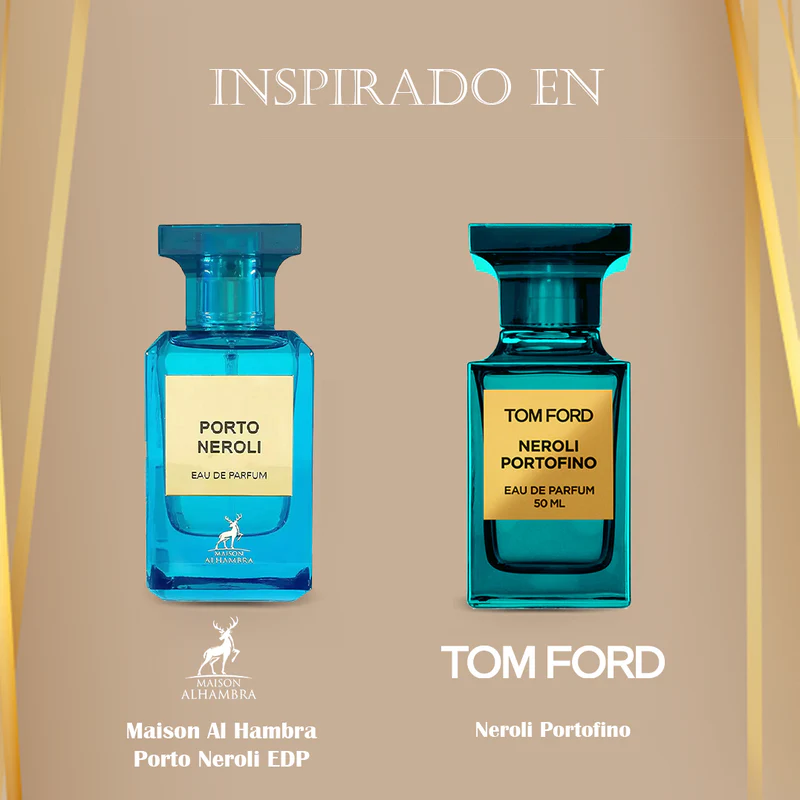 INSPIRADO EN
PORTO
NEROLI
EAU DE PARFUM
MAISON
ALHAMBRA
TOM FORD
NEROLI
PORTOFINO
EAU DE PARFUM
50 ML
MAISON
ALHAMBRA
Maison Al Hambra
Porto Neroli EDP
TOM FORD
Neroli Portofino